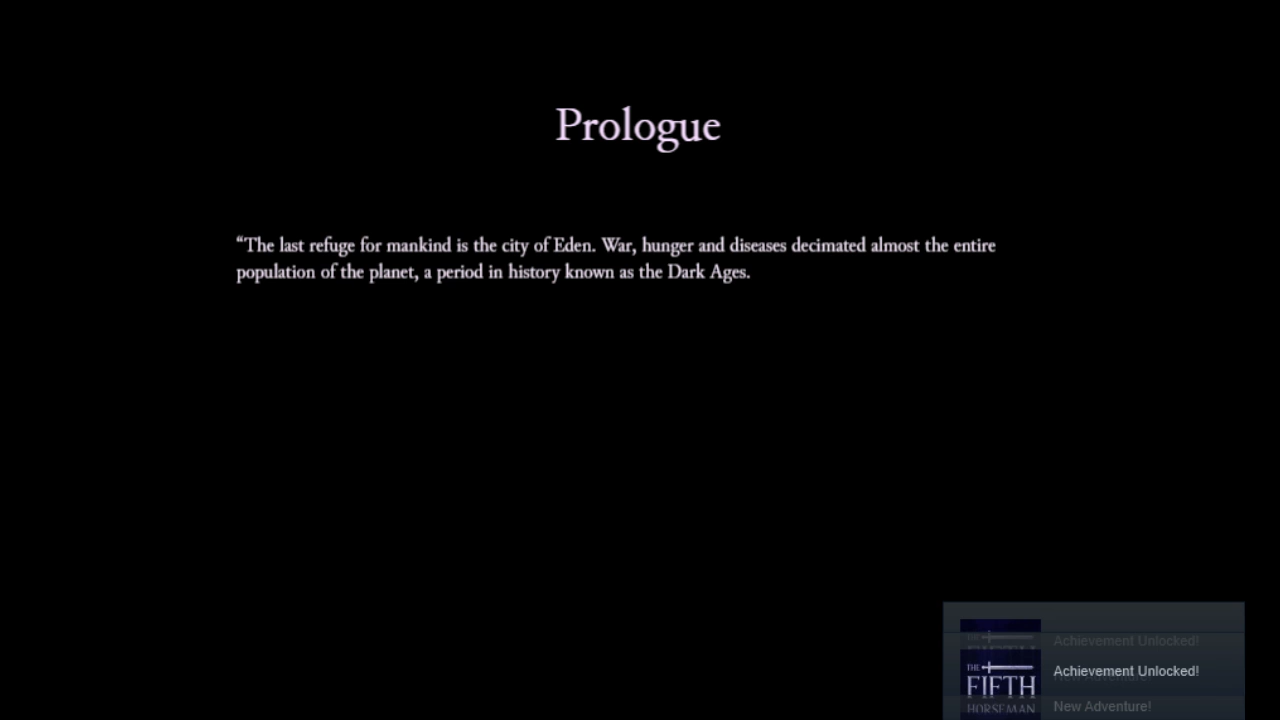 Prologue
“The last refuge for mankind is the city of Eden. War, hunger and diseases decimated almost the entire
population of the planet, a period in history known as the Dark Ages.
THE
Achievement Unlocked!
THE
FIFTH
HORSEMAN
Achievement Unlocked!
New Adventure!